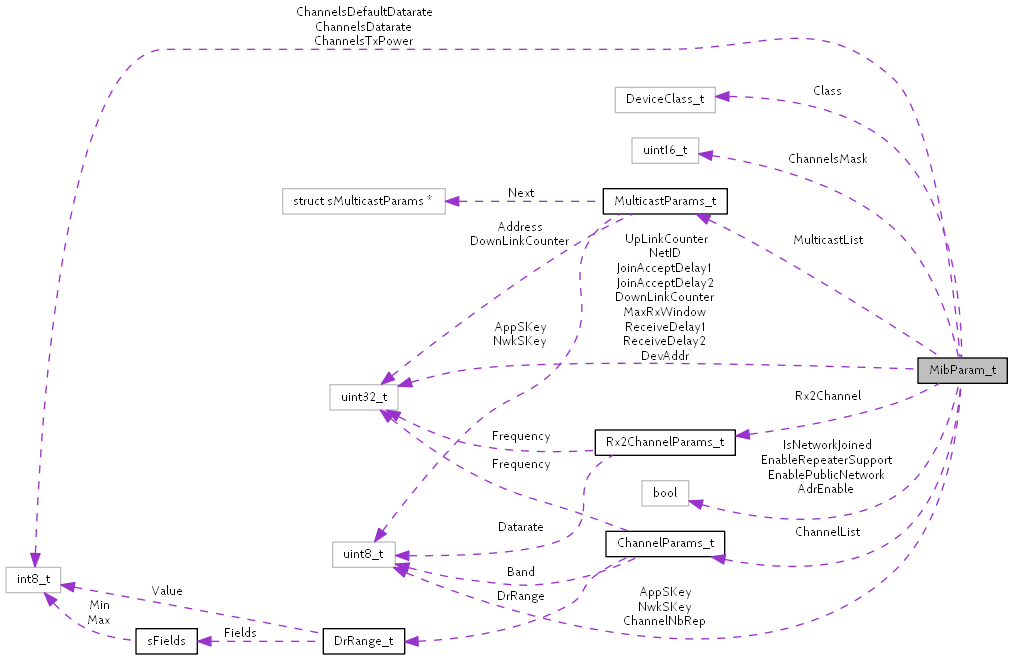 ChannelsDefaultDatarate
ChannelsDatarate
ChannelsTxPower
Class
DeviceClass_t
uint16_t
ChannelsMask
struct sMulticastParams *
Next
MulticastParams_t
Address
DownLinkCounter
MulticastList
UpLinkCounter
NetID
JoinAcceptDelay1
JoinAcceptDelay2
DownLinkCounter
MaxRxWindow
ReceiveDelay1
ReceiveDelay2
DevAddr
AppSKey
NwkSKey
MibParam_t
uint32_t
Rx2Channel
Frequency
Rx2ChannelParams_t
Frequency
IsNetworkJoined
EnableRepeaterSupport
EnablePublicNetwork
AdrEnable
bool
Datarate
ChannelList
uint8_t
ChannelParams_t
Band
int8_t
Value
DrRange
AppSKey
NwkSKey
ChannelNbRep
Min
Max
sFields
Fields
DrRange_t